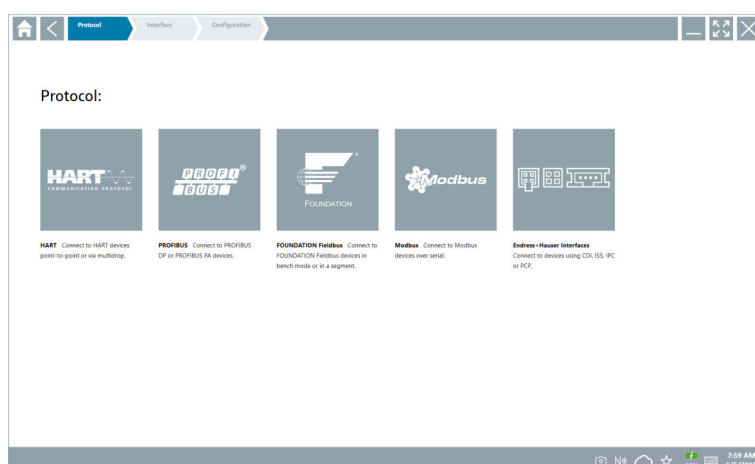 Protocol
Interface
Configuration
Protocol:
HART
COMMUNICATION PROTOCOL
PROFI
BUS
FOUNDATION
Modbus
HART Connect to HART devices
point-to-point or via multidrop.
PROFIBUS Connect to PROFIBUS
DP or PROFIBUS PA devices.
FOUNDATION Fieldbus Connect to
FOUNDATION Fieldbus devices in
bench mode or in a segment.
Modbus Connect to Modbus
devices over serial.
Endress+Hauser Interfaces
Connect to devices using CDI, ISS, IPC
or PCP.
7:59 AM